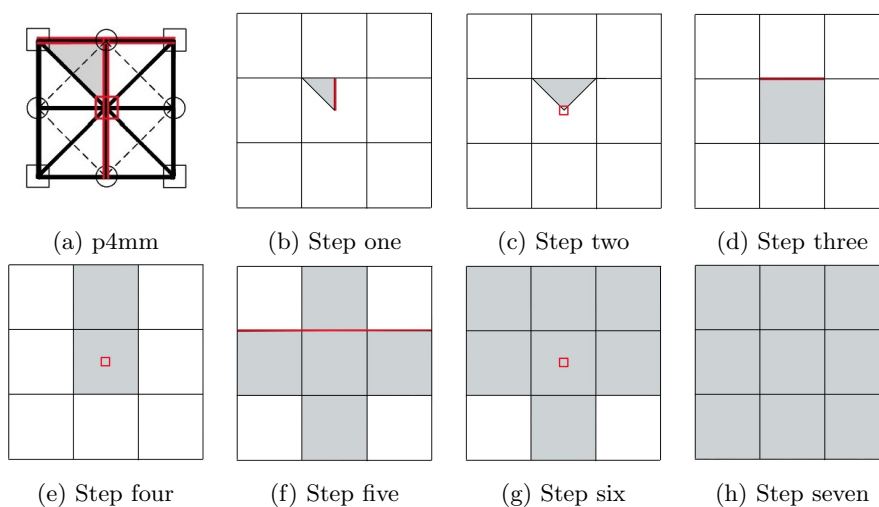 (a) p4mm
(b) Step one
(c) Step two
(d) Step three
(e) Step four
(f) Step five
(g) Step six
(h) Step seven